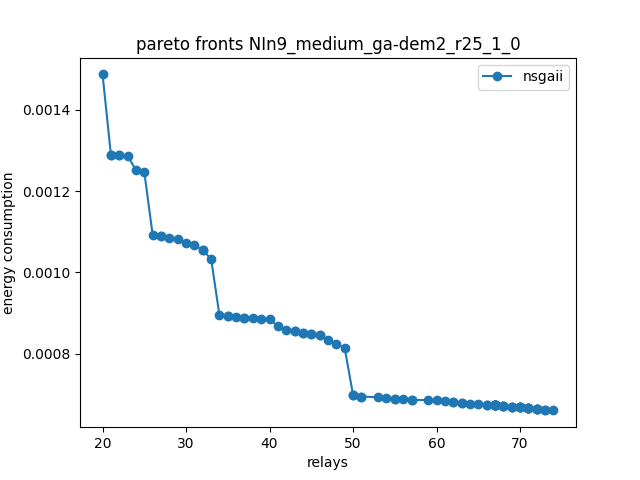 pareto fronts NIn9_medium_ga-dem2_r25_1_0
nsgaii
0.0014
0.0012
0.0010
0.0008
energy consumption
20 30 40 50 60 70
relays